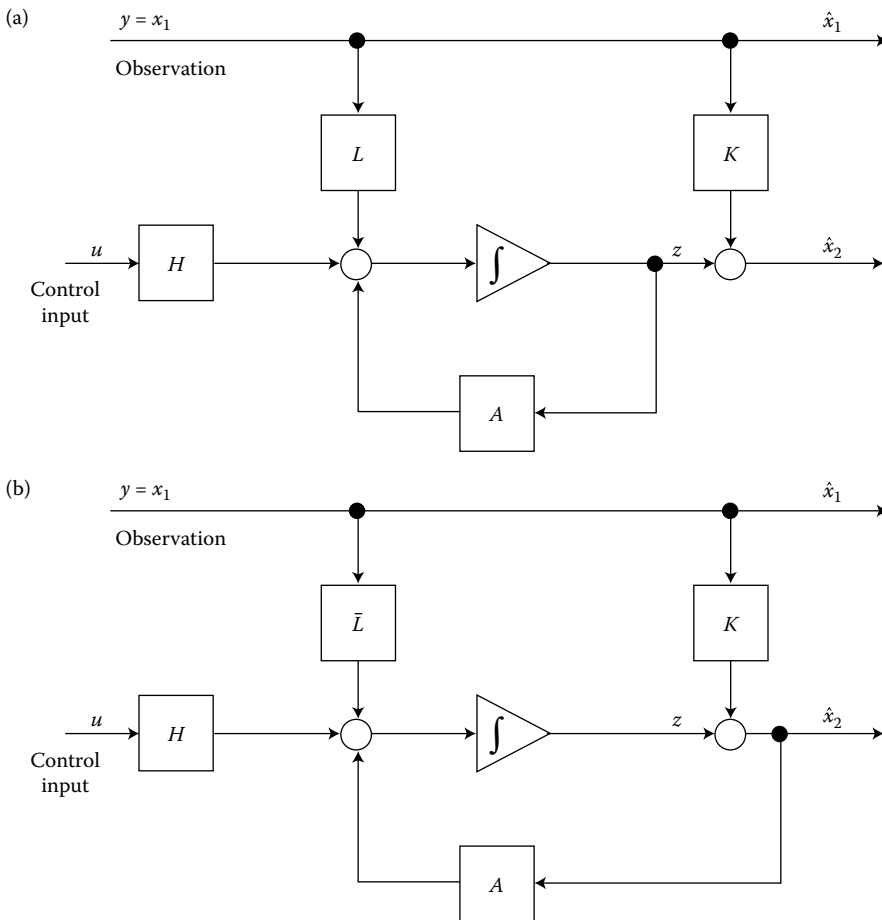 (a)
y = x₁
x̂₁
Observation
L
K
u
H
∫
z
x̂₂
Control
input
A
(b)
y = x₁
x̂₁
Observation
L̄
K
u
H
∫
z
x̂₂
Control
input
A